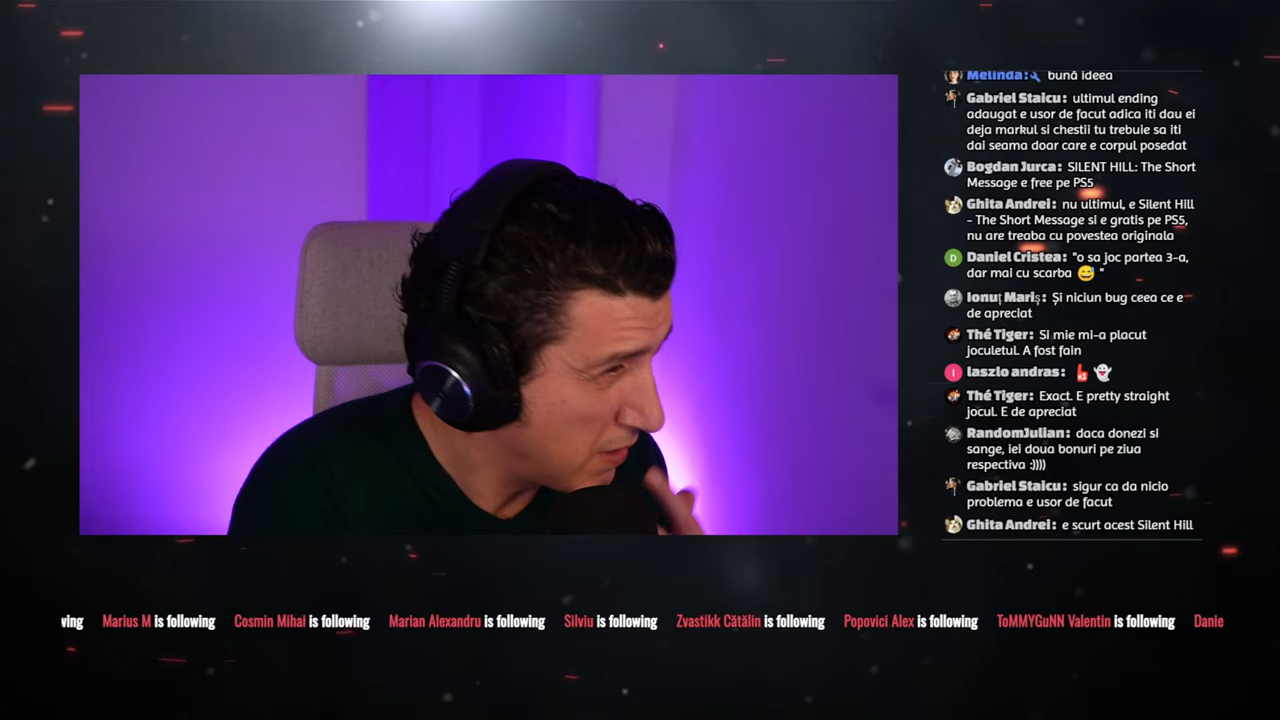 Melinda: bună ideea
Gabriel Staicu: ultimul ending
adaugat e usor de facut adica iti dau ei
deja markul si chestii tu trebuie sa iti
dai seama doar care e corpul posedat
Bogdan Jurca: SILENT HILL: The Short
Message e free pe PS5
Ghita Andrei: nu ultimul, e Silent Hill
- The Short Message si e gratis pe PS5,
nu are treaba cu povestea originala
D Daniel Cristea: "o sa joc partea 3-a,
dar mai cu scarba 😅 "
Ionuț Mariș: Și niciun bug ceea ce e
de apreciat
Thé Tiger: Si mie mi-a placut
joculetul. A fost fain
l laszlo andras: 👻
Thé Tiger: Exact. E pretty straight
jocul. E de apreciat
RandomJulian: daca donezi si
sange, iei doua bonuri pe ziua
respectiva :))))
Gabriel Staicu: sigur ca da nicio
problema e usor de facut
Ghita Andrei: e scurt acest Silent Hill
ving Marius M is following Cosmin Mihai is following Marian Alexandru is following Silviu is following Zvastikk Cătălin is following Popovici Alex is following ToMMYGuNN Valentin is following Danie